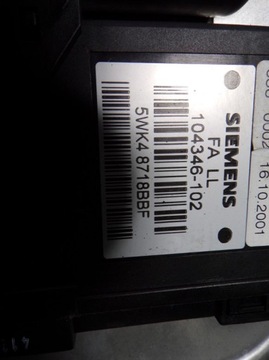 SIEMENS
FA LL
104346-102
5WK4 8718BBF
0002
16.10.2001